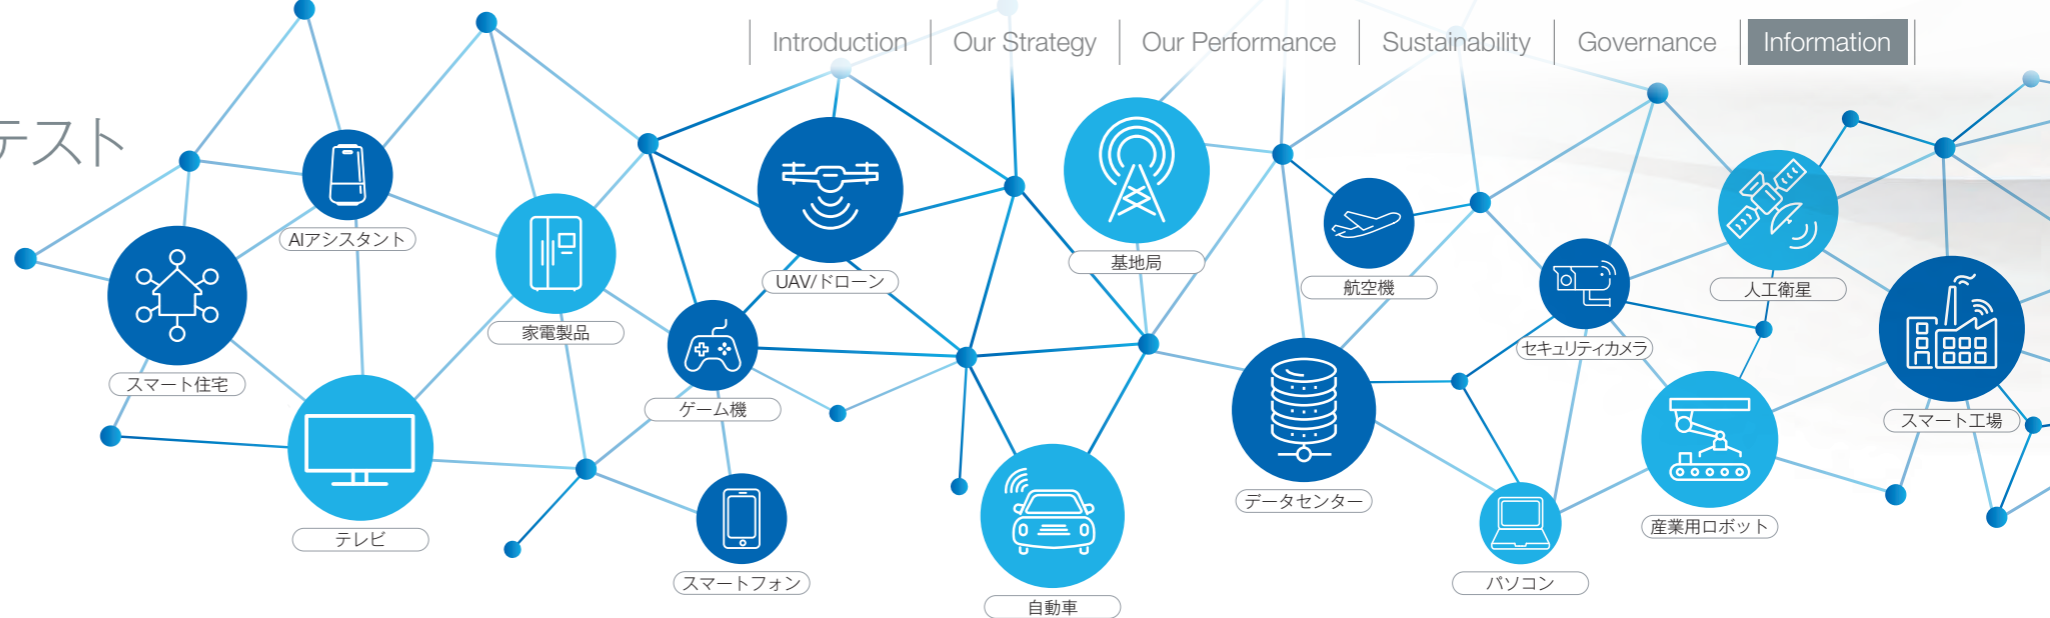 Introduction
Our Strategy
Our Performance
Sustainability
Governance
Information
テスト
AIアシスタント
UAV/ドローン
基地局
航空機
人工衛星
家電製品
セキュリティカメラ
スマート住宅
ゲーム機
スマート工場
データセンター
産業用ロボット
テレビ
スマートフォン
パソコン
自動車